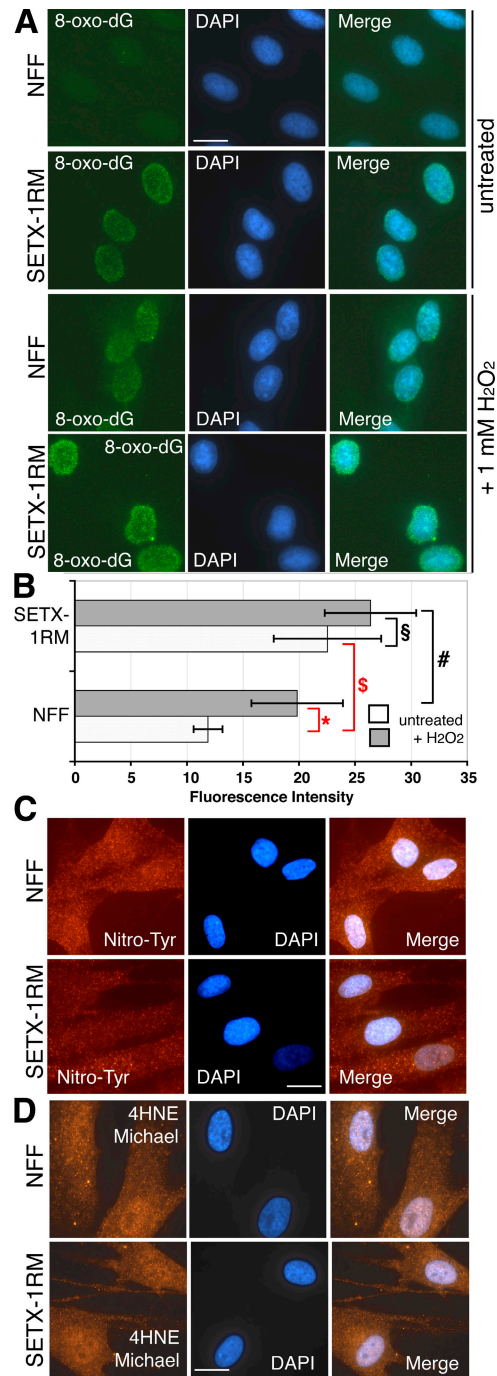 A
8-oxo-dG DAPI Merge
NFF
untreated
8-oxo-dG DAPI Merge
SETX-1RM
NFF
8-oxo-dG DAPI Merge
+ 1 mM H2O2
8-oxo-dG
SETX-1RM
8-oxo-dG DAPI Merge
B
SETX-
1RM
§
#
$
NFF
*
untreated
+ H2O2
0 5 10 15 20 25 30 35
Fluorescence Intensity
C
NFF
Nitro-Tyr DAPI Merge
SETX-1RM
Nitro-Tyr DAPI Merge
D
4HNE DAPI Merge
Michael
NFF
SETX-1RM
4HNE
Michael DAPI Merge